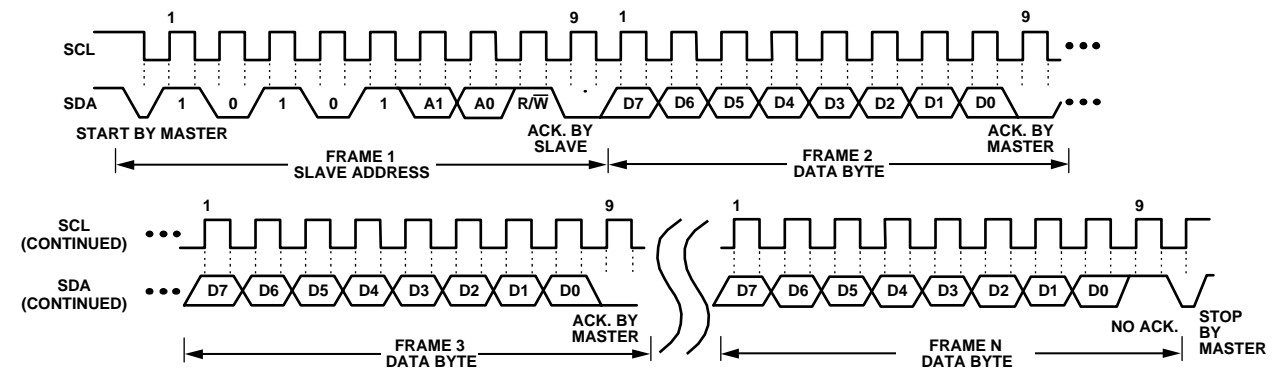 1 9 1 9
SCL
SDA 1 0 1 0 1 A1 A0 R/W̅ D7 D6 D5 D4 D3 D2 D1 D0
START BY MASTER
ACK. BY
SLAVE
ACK. BY
MASTER
FRAME 1
SLAVE ADDRESS
FRAME 2
DATA BYTE
1 9 1 9
SCL
(CONTINUED)
SDA
(CONTINUED)
D7 D6 D5 D4 D3 D2 D1 D0 D7 D6 D5 D4 D3 D2 D1 D0
ACK. BY
MASTER
NO ACK.
STOP
BY
MASTER
FRAME 3
DATA BYTE
FRAME N
DATA BYTE